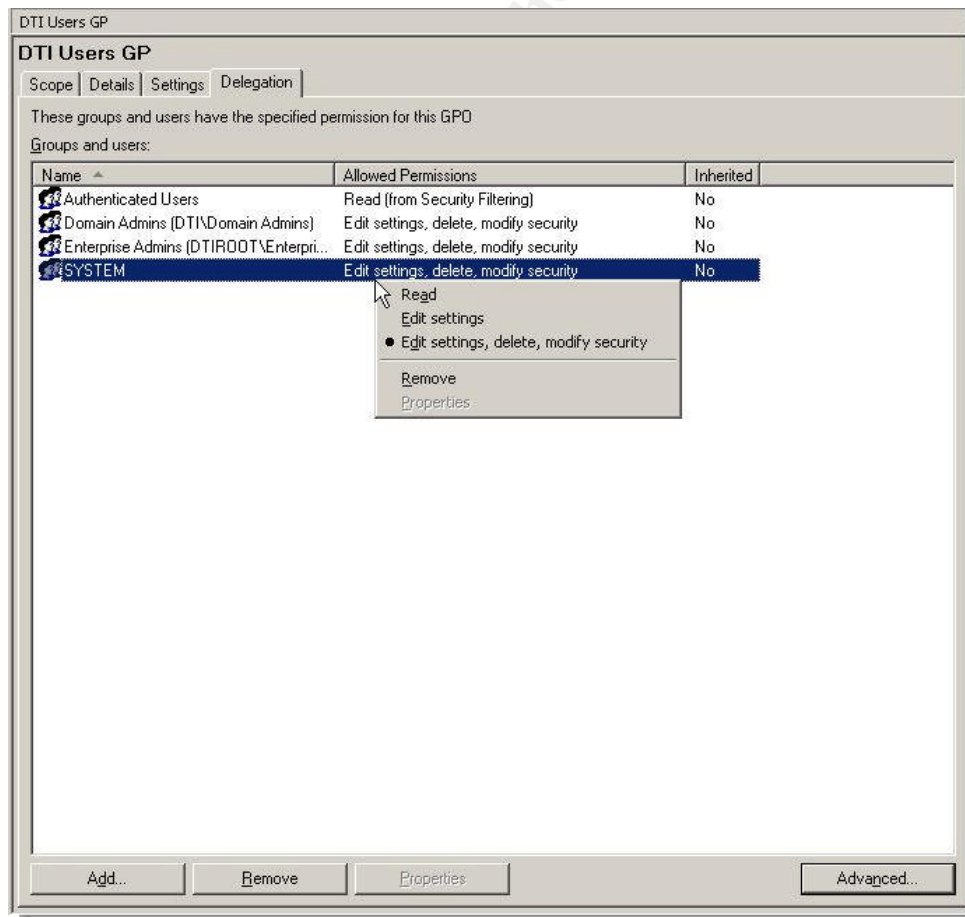 DTI Users GP
DTI Users GP
Scope Details Settings Delegation
These groups and users have the specified permission for this GPO
Groups and users:
Name Allowed Permissions Inherited
Authenticated Users Read (from Security Filtering) No
Domain Admins (DTI\Domain Admins) Edit settings, delete, modify security No
Enterprise Admins (DTIROOT\Enterpri... Edit settings, delete, modify security No
SYSTEM Edit settings, delete, modify security No
Read
Edit settings
Edit settings, delete, modify security
Remove
Properties
Add... Remove Properties Advanced...